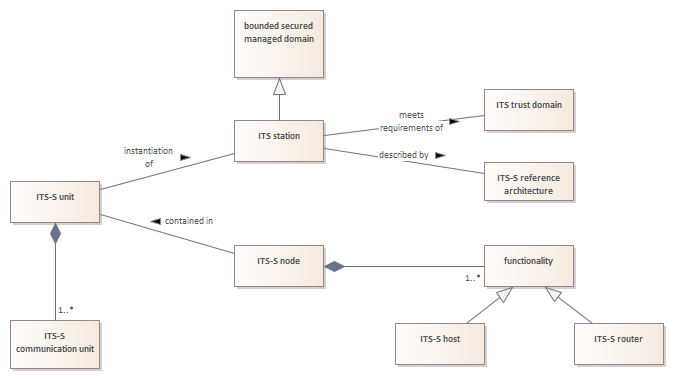 bounded secured
managed domain
ITS station
meets
requirements of
ITS trust domain
described by
ITS-S reference
architecture
instantiation
of
ITS-S unit
contained in
ITS-S node
1..*
functionality
1..*
ITS-S
communication unit
ITS-S host
ITS-S router